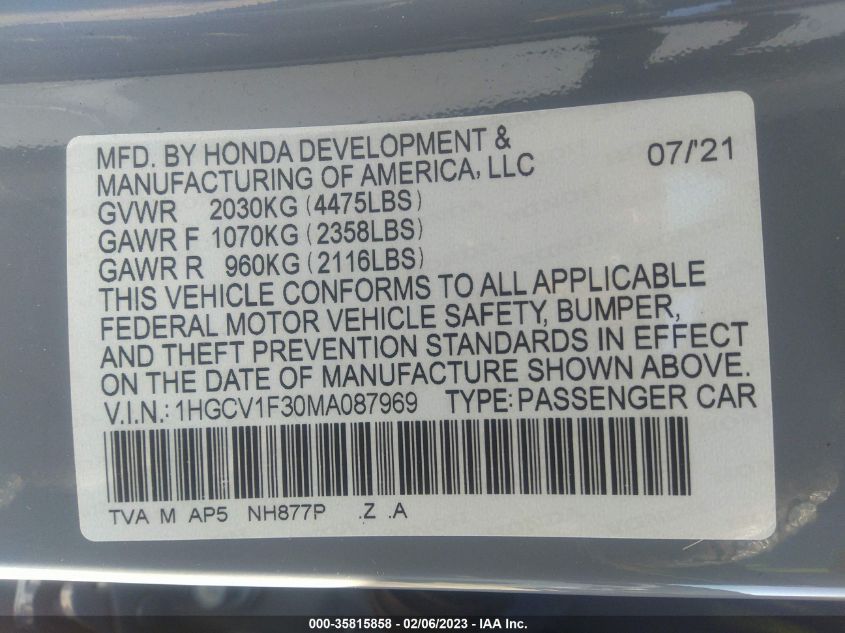 MFD. BY HONDA DEVELOPMENT &
MANUFACTURING OF AMERICA, LLC 07/'21
GVWR 2030KG (4475LBS)
GAWR F 1070KG (2358LBS)
GAWR R 960KG (2116LBS)
THIS VEHICLE CONFORMS TO ALL APPLICABLE
FEDERAL MOTOR VEHICLE SAFETY, BUMPER,
AND THEFT PREVENTION STANDARDS IN EFFECT
ON THE DATE OF MANUFACTURE SHOWN ABOVE.
V.I.N.: 1HGCV1F30MA087969 TYPE: PASSENGER CAR
TVA M AP5 NH877P .Z .A
000-35815858 - 02/06/2023 - IAA Inc.